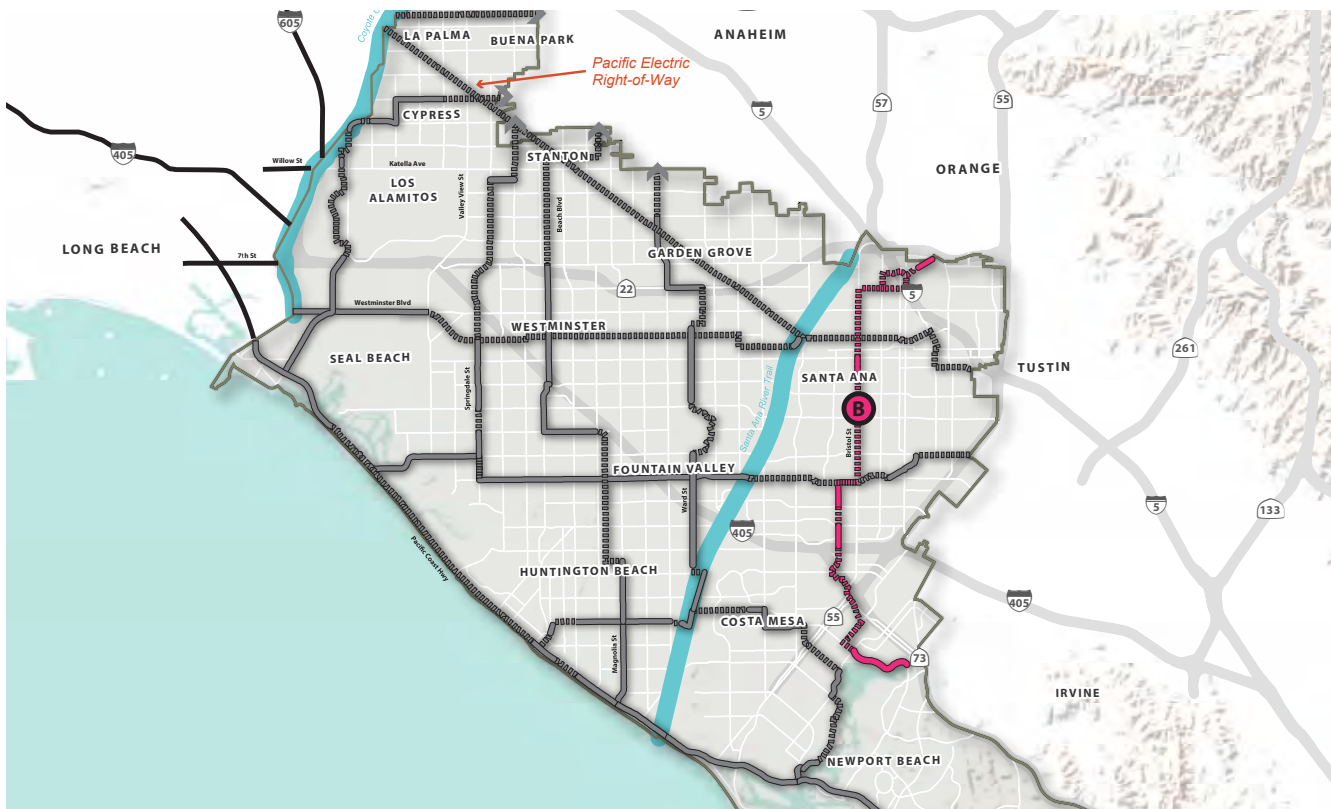 605
Coyote C
LA PALMA
BUENA PARK
ANAHEIM
Pacific Electric
Right-of-Way
5
57
55
CYPRESS
405
Willow St
Katella Ave
STANTON
ORANGE
LOS
ALAMITOS
Valley View St
Beach Blvd
LONG BEACH
7th St
GARDEN GROVE
22
5
Westminster Blvd
WESTMINSTER
SEAL BEACH
261
TUSTIN
SANTA ANA
Springdale St
Santa Ana River Trail
B
Bristol St
FOUNTAIN VALLEY
Ward St
5
133
405
Pacific Coast Hwy
HUNTINGTON BEACH
405
55
COSTA MESA
Magnolia St
73
IRVINE
NEWPORT BEACH